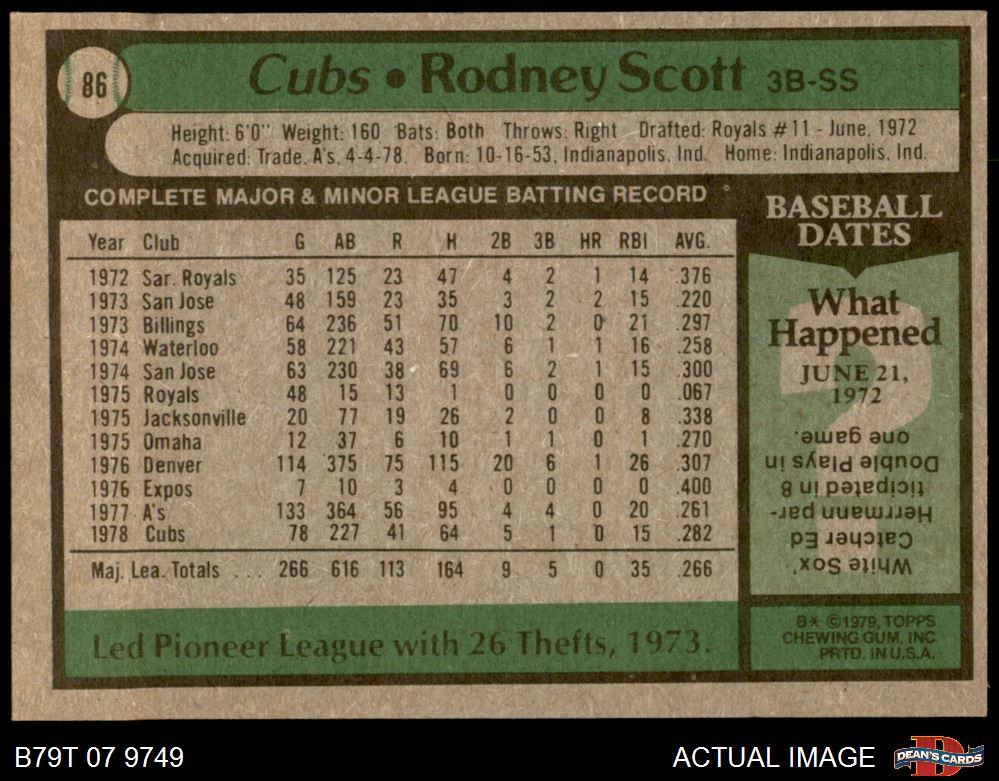 86
Cubs • Rodney Scott 3B-SS
Height: 6'0" Weight: 160 Bats: Both Throws: Right Drafted: Royals #11 - June, 1972
Acquired: Trade, A's, 4-4-78. Born: 10-16-53, Indianapolis, Ind. Home: Indianapolis, Ind.
COMPLETE MAJOR & MINOR LEAGUE BATTING RECORD
Year Club G AB R H 2B 3B HR RBI AVG.
1972 Sar. Royals 35 125 23 47 4 2 1 14 .376
1973 San Jose 48 159 23 35 3 2 2 15 .220
1973 Billings 64 236 51 70 10 2 0 21 .297
1974 Waterloo 58 221 43 57 6 1 1 16 .258
1974 San Jose 63 230 38 69 6 2 1 15 .300
1975 Royals 48 15 13 1 0 0 0 0 .067
1975 Jacksonville 20 77 19 26 2 0 0 8 .338
1975 Omaha 12 37 6 10 1 1 0 1 .270
1976 Denver 114 375 75 115 20 6 1 26 .307
1976 Expos 7 10 3 4 0 0 0 0 .400
1977 A's 133 364 56 95 4 4 0 20 .261
1978 Cubs 78 227 41 64 5 1 0 15 .282
Maj. Lea. Totals ... 266 616 113 164 9 5 0 35 .266
Led Pioneer League with 26 Thefts, 1973.
BASEBALL
DATES
What
Happened
JUNE 21,
1972
?
White Sox'
Catcher Ed
Herrmann par-
ticipated in 8
Double Plays in
one game.
B* ©1979, TOPPS
CHEWING GUM, INC
PRTD. IN U.S.A.
B79T 07 9749
ACTUAL IMAGE
D
DEAN'S CARDS